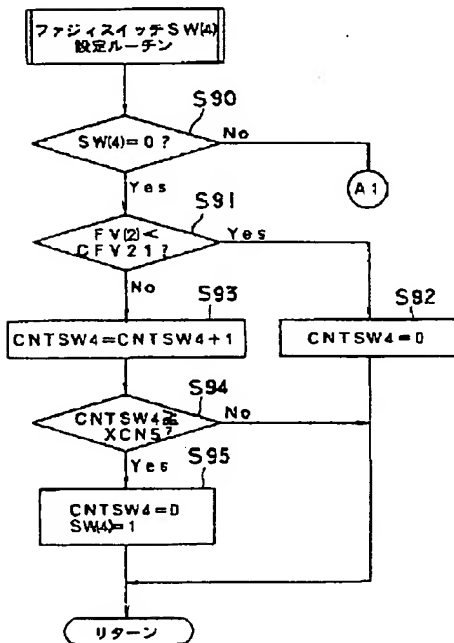 ファジィスイッチSW(4)
設定ルーチン
S90
SW(4)=0?
No
A1
Yes
S91
FV(2)<
CFV21?
Yes
No
S93
S92
CNTSW4=CNTSW4+1
CNTSW4=0
S94
CNTSW4≧
XCN5?
No
Yes
S95
CNTSW4=0
SW(4)=1
リターン